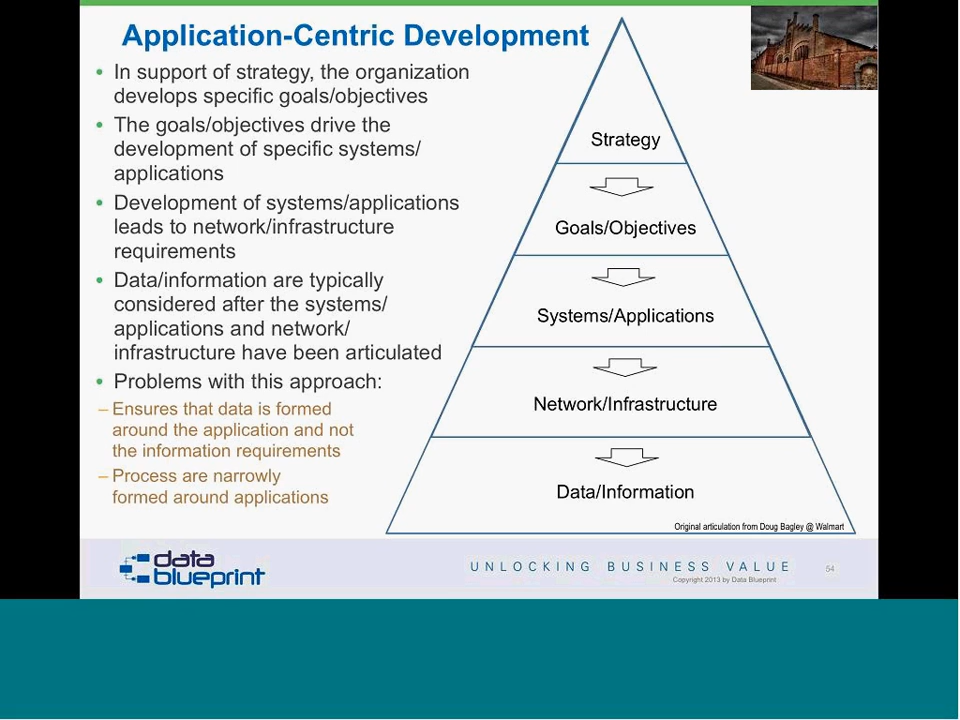 Application-Centric Development
• In support of strategy, the organization
develops specific goals/objectives
• The goals/objectives drive the
development of specific systems/
applications
• Development of systems/applications
leads to network/infrastructure
requirements
• Data/information are typically
considered after the systems/
applications and network/
infrastructure have been articulated
• Problems with this approach:
– Ensures that data is formed
around the application and not
the information requirements
– Process are narrowly
formed around applications
Strategy
Goals/Objectives
Systems/Applications
Network/Infrastructure
Data/Information
Original articulation from Doug Bagley @ Walmart
data
blueprint
UNLOCKING BUSINESS VALUE
Copyright 2013 by Data Blueprint
54